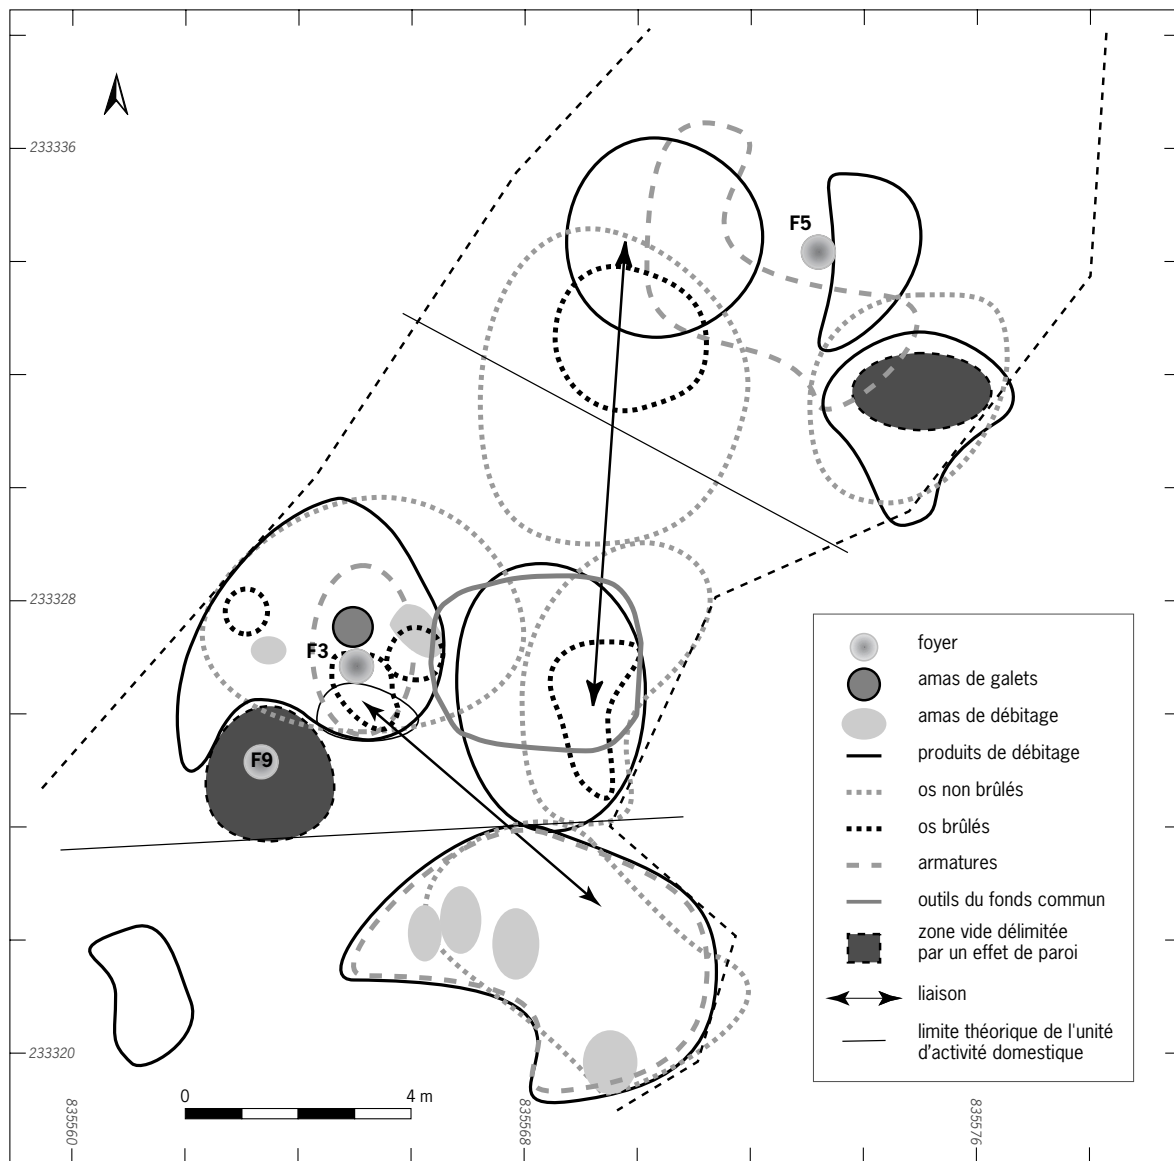 233336
F5
233328
F3
F9
233320
0
4 m
835560
835568
835576
foyer
amas de galets
amas de débitage
produits de débitage
os non brûlés
os brûlés
armatures
outils du fonds commun
zone vide délimitée
par un effet de paroi
liaison
limite théorique de l'unité
d'activité domestique